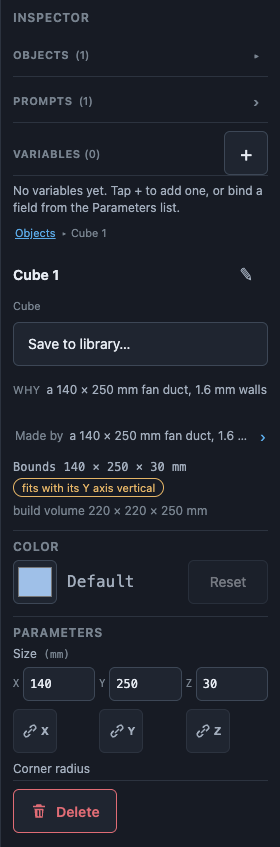 INSPECTOR
OBJECTS (1)
PROMPTS (1)
VARIABLES (0)
+
No variables yet. Tap + to add one, or bind a
field from the Parameters list.
Objects ▸ Cube 1
Cube 1
Cube
Save to library...
WHY a 140 × 250 mm fan duct, 1.6 mm walls
Made by a 140 × 250 mm fan duct, 1.6 ... ›
Bounds 140 × 250 × 30 mm
fits with its Y axis vertical
build volume 220 × 220 × 250 mm
COLOR
Default
Reset
PARAMETERS
Size (mm)
X 140 Y 250 Z 30
X Y Z
Corner radius
Delete